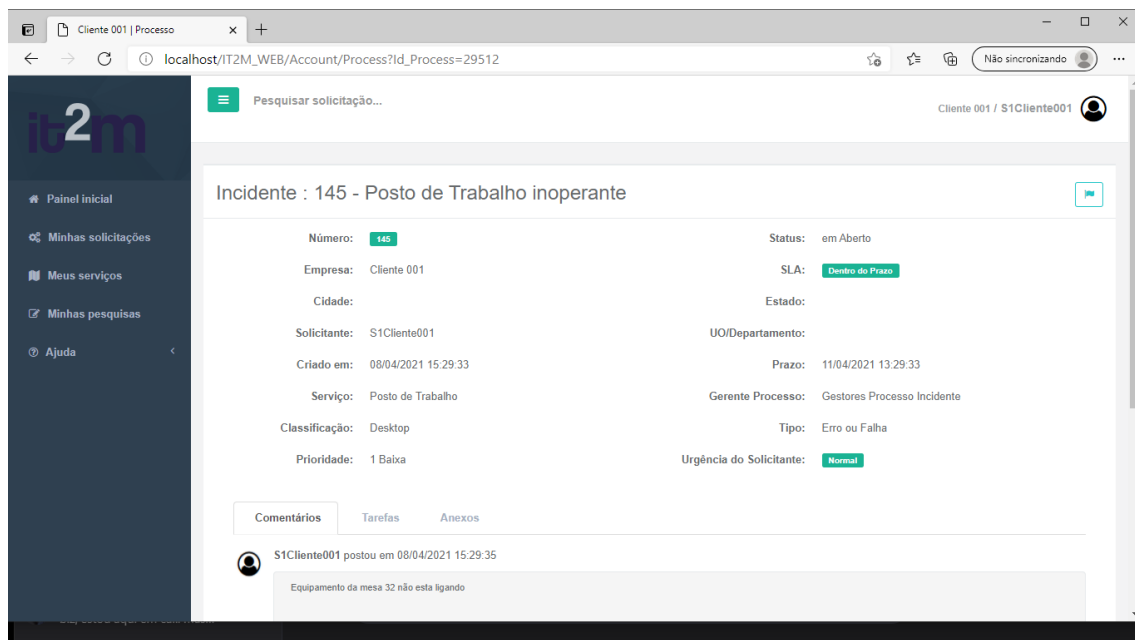 Cliente 001 | Processo
localhost/IT2M_WEB/Account/Process?Id_Process=29512
Não sincronizando
it2m
Pesquisar solicitação...
Cliente 001 / S1Cliente001
Painel inicial
Minhas solicitações
Meus serviços
Minhas pesquisas
Ajuda
Incidente : 145 - Posto de Trabalho inoperante
Número: 145 Status: em Aberto
Empresa: Cliente 001 SLA: Dentro do Prazo
Cidade: Estado:
Solicitante: S1Cliente001 UO/Departamento:
Criado em: 08/04/2021 15:29:33 Prazo: 11/04/2021 13:29:33
Serviço: Posto de Trabalho Gerente Processo: Gestores Processo Incidente
Classificação: Desktop Tipo: Erro ou Falha
Prioridade: 1 Baixa Urgência do Solicitante: Normal
Comentários Tarefas Anexos
S1Cliente001 postou em 08/04/2021 15:29:35
Equipamento da mesa 32 não esta ligando